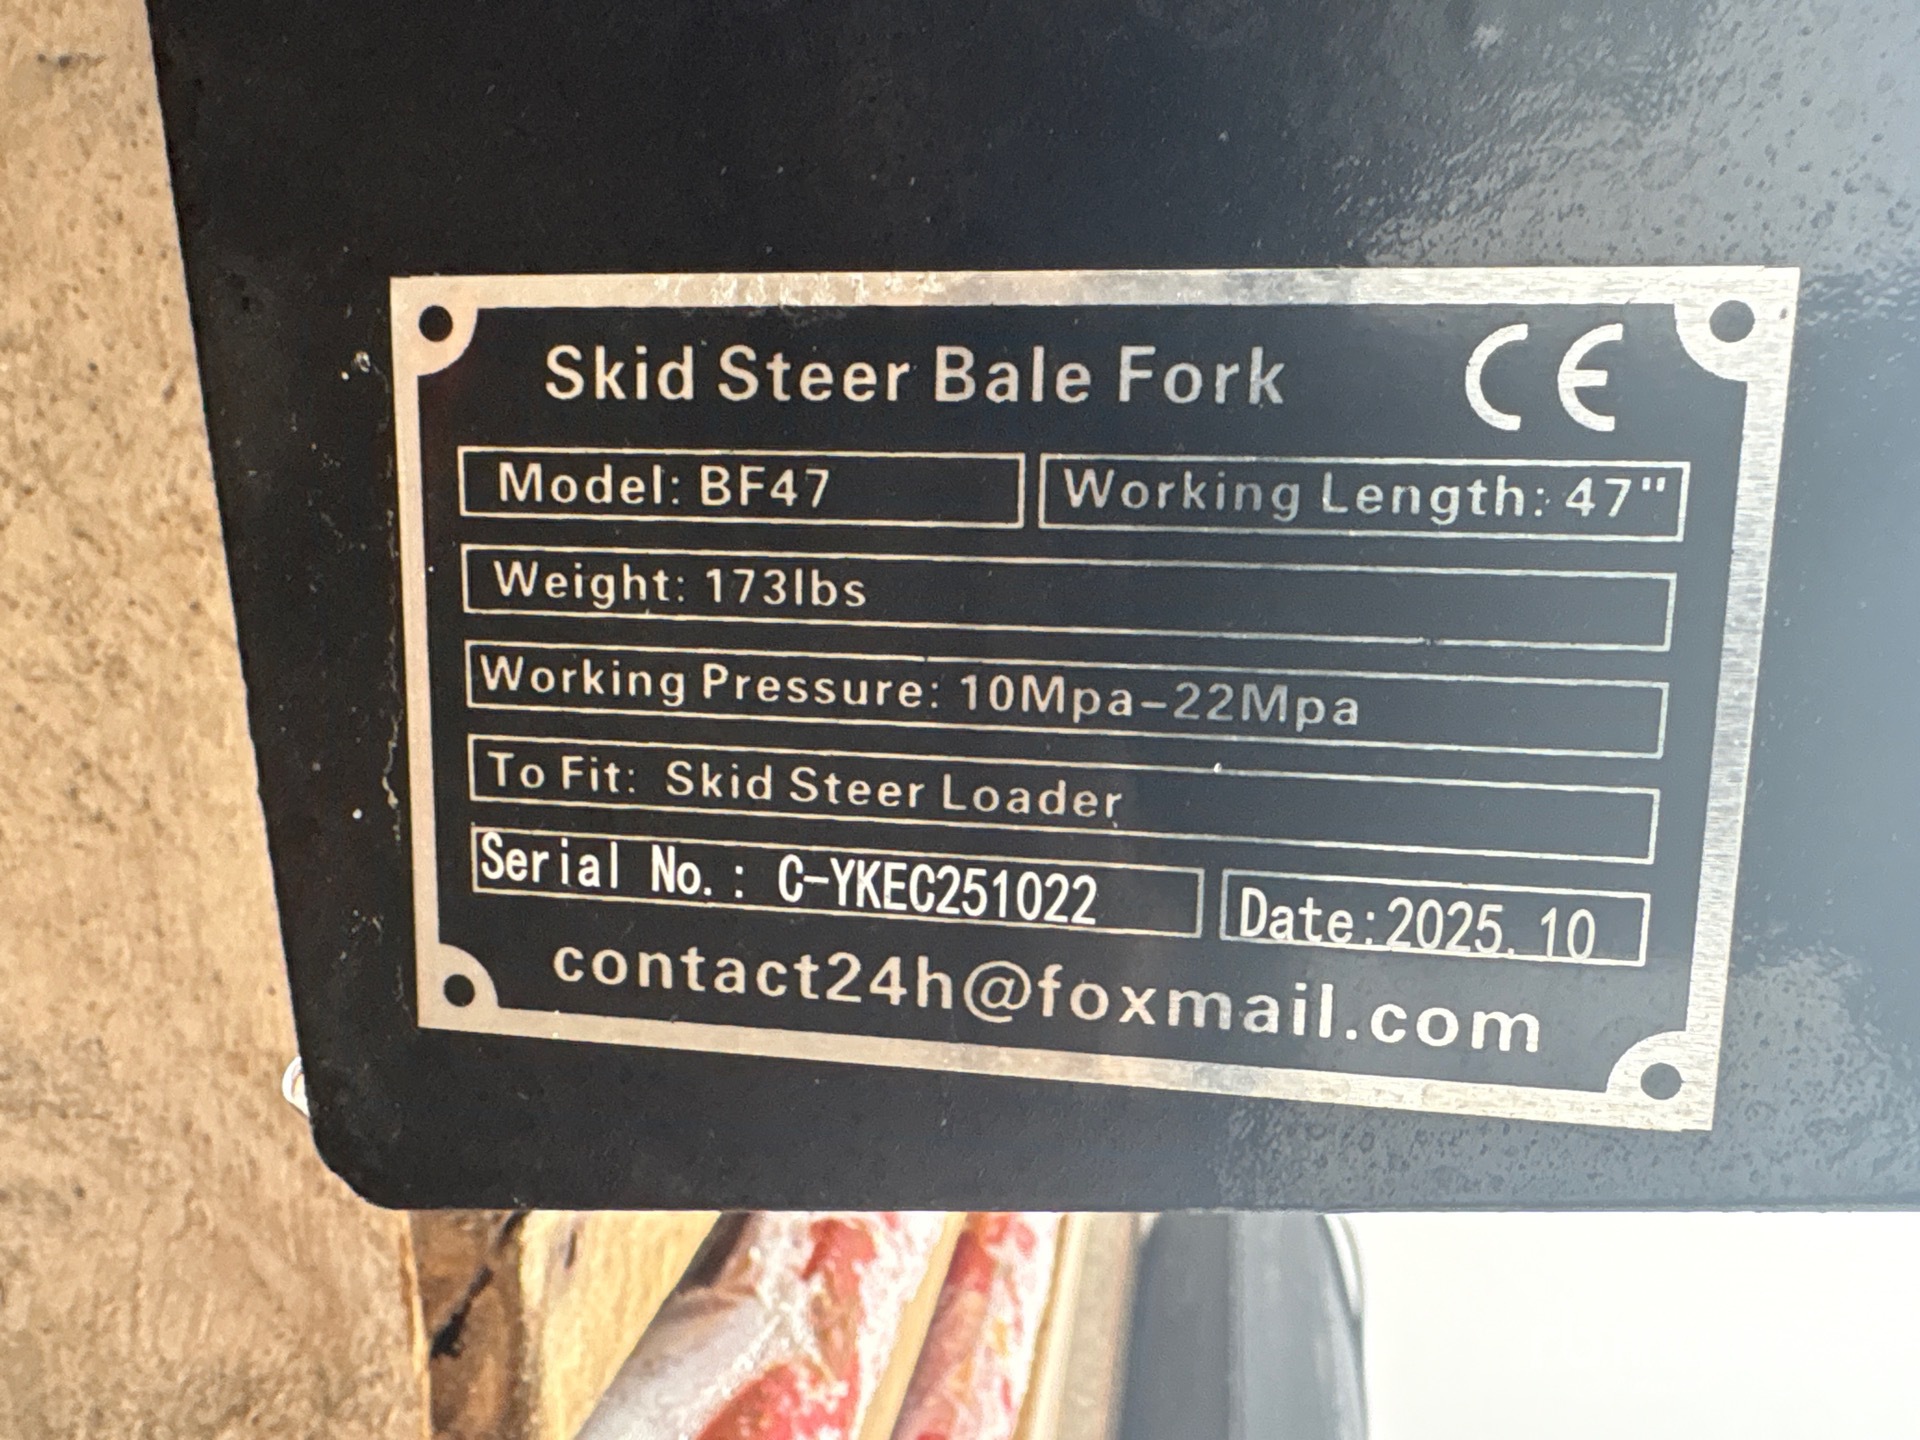 Skid Steer Bale Fork CE
Model: BF47 Working Length: 47"
Weight: 173lbs
Working Pressure: 10Mpa-22Mpa
To Fit: Skid Steer Loader
Serial No.: C-YKEC251022 Date:2025.10
contact24h@foxmail.com